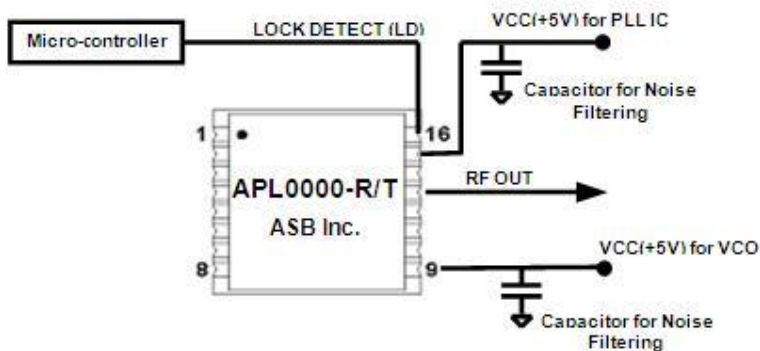 LOCK DETECT (LD)
VCC(+5V) for PLL IC
Micro-controller
Capacitor for Noise
Filtering
1
16
APL0000-R/T
RF OUT
ASB Inc.
VCC(+5V) for VCO
8
9
Capacitor for Noise
Filtering